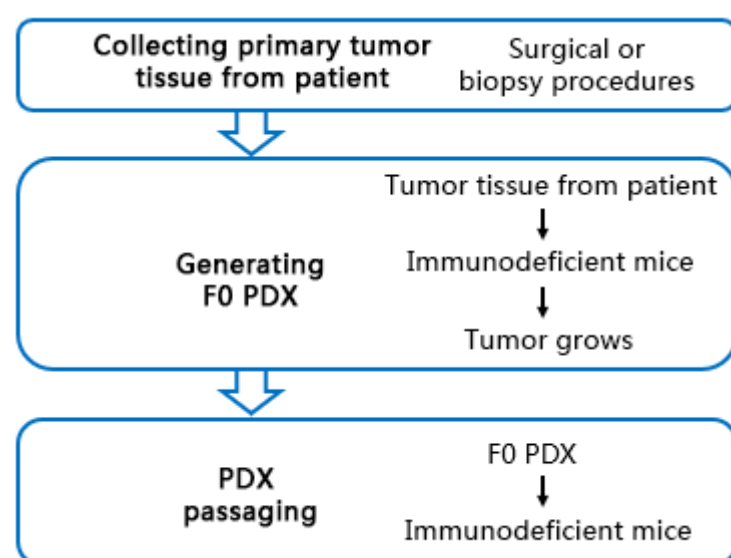 Collecting primary tumor
tissue from patient
Surgical or
biopsy procedures
Generating
F0 PDX
Tumor tissue from patient
Immunodeficient mice
Tumor grows
PDX
passaging
F0 PDX
Immunodeficient mice